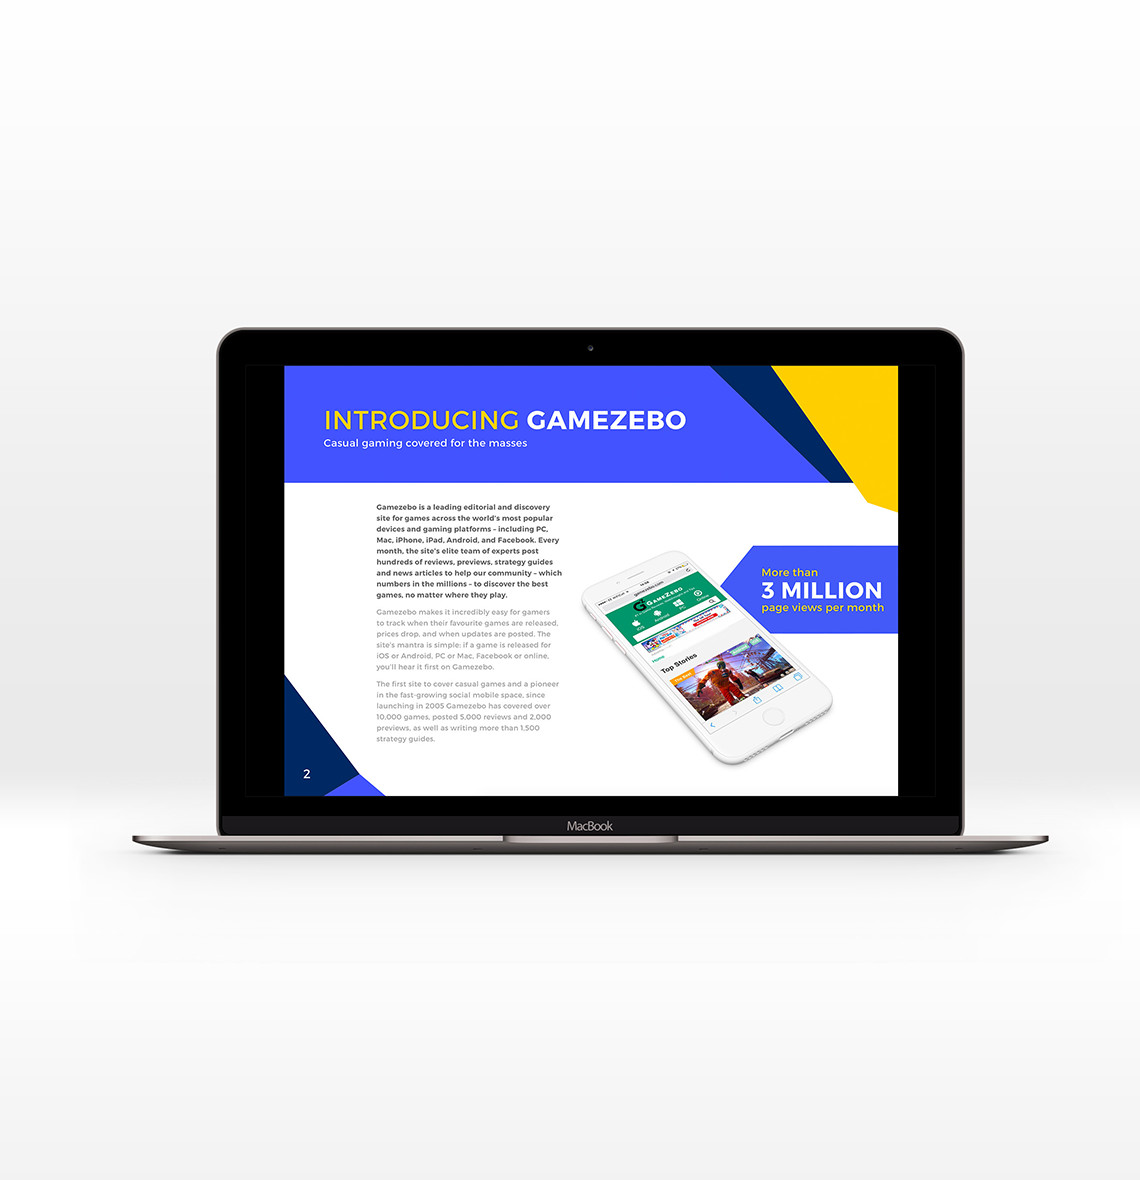 INTRODUCING GAMEZEBO
Casual gaming covered for the masses
Gamezebo is a leading editorial and discovery
site for games across the world's most popular
devices and gaming platforms – including PC,
Mac, iPhone, iPad, Android, and Facebook. Every
month, the site's elite team of experts post
hundreds of reviews, previews, strategy guides
and news articles to help our community – which
numbers in the millions – to discover the best
games, no matter where they play.
Gamezebo makes it incredibly easy for gamers
to track when their favourite games are released,
prices drop, and when updates are posted. The
site's mantra is simple: if a game is released for
iOS or Android, PC or Mac, Facebook or online,
you'll hear it first on Gamezebo.
The first site to cover casual games and a pioneer
in the fast-growing social mobile space, since
launching in 2005 Gamezebo has covered over
10,000 games, posted 5,000 reviews and 2,000
previews, as well as writing more than 1,500
strategy guides.
GAMEZEBO
iOS
Android
Online
Home
Top Stories
More than
3 MILLION
page views per month
2
MacBook